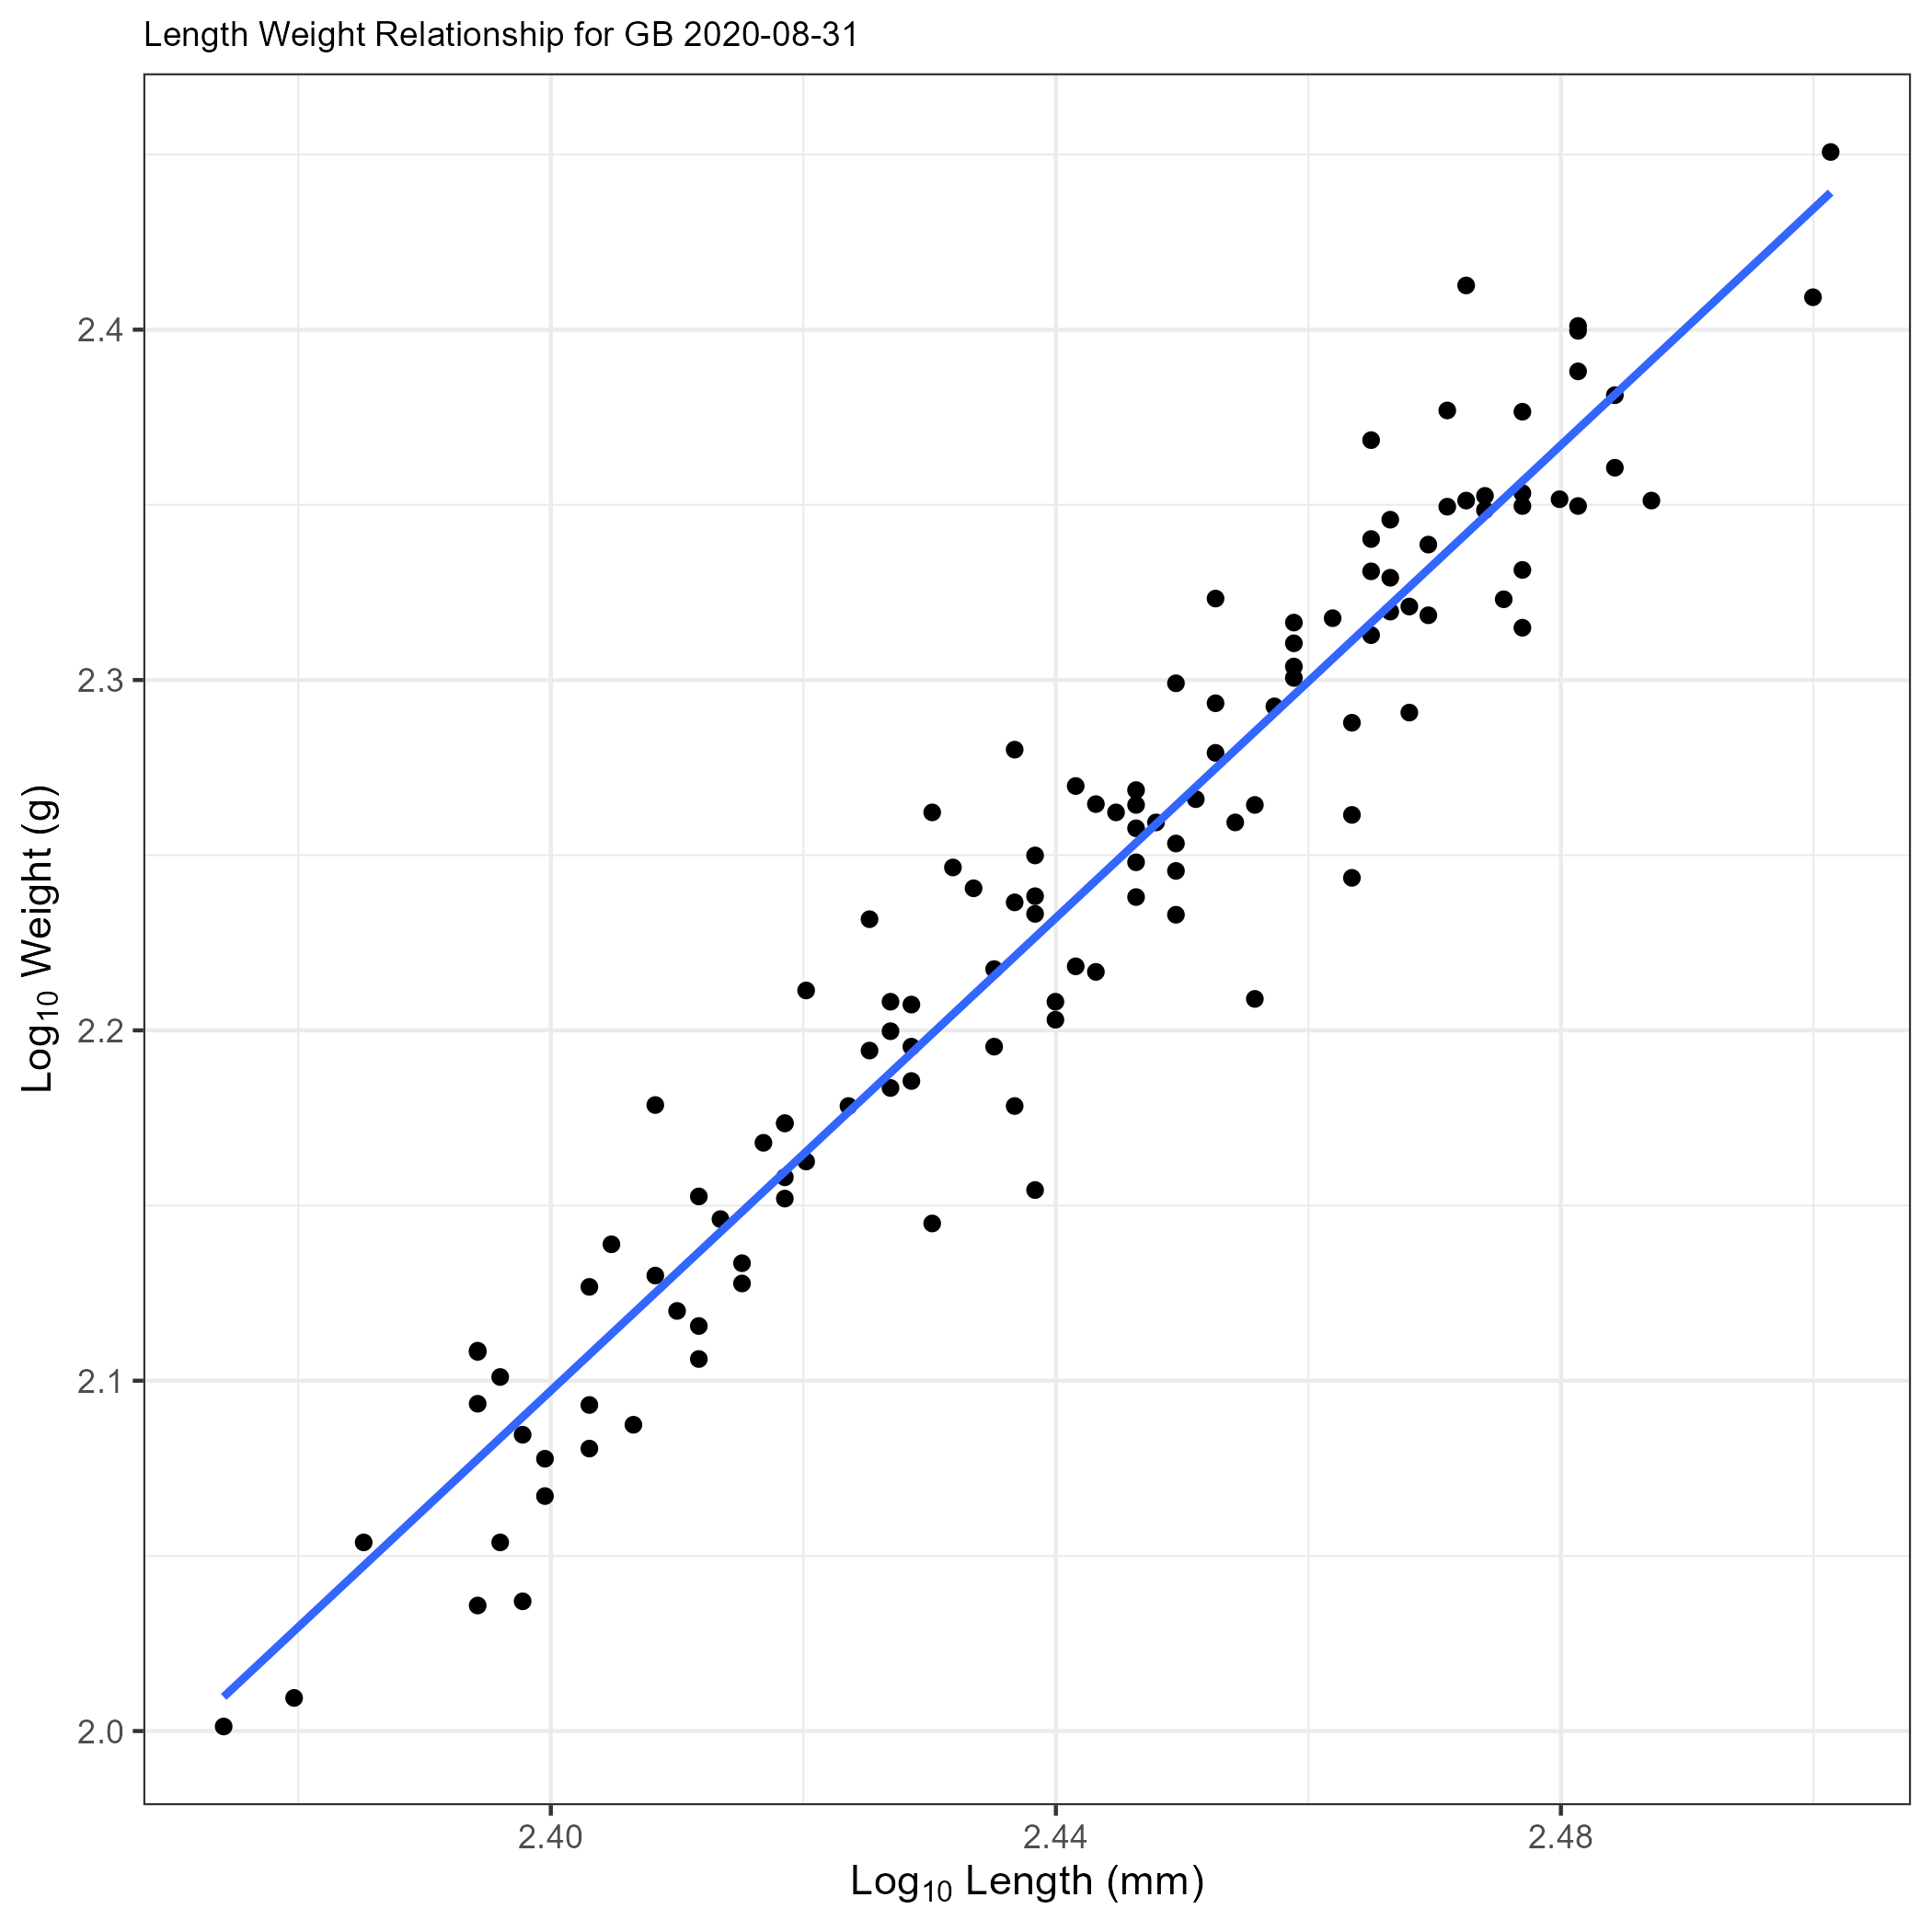 Length Weight Relationship for GB 2020-08-31
2.4
2.3
2.2
2.1
2.0
Log₁₀ Weight (g)
2.40 2.44 2.48
Log₁₀ Length (mm)